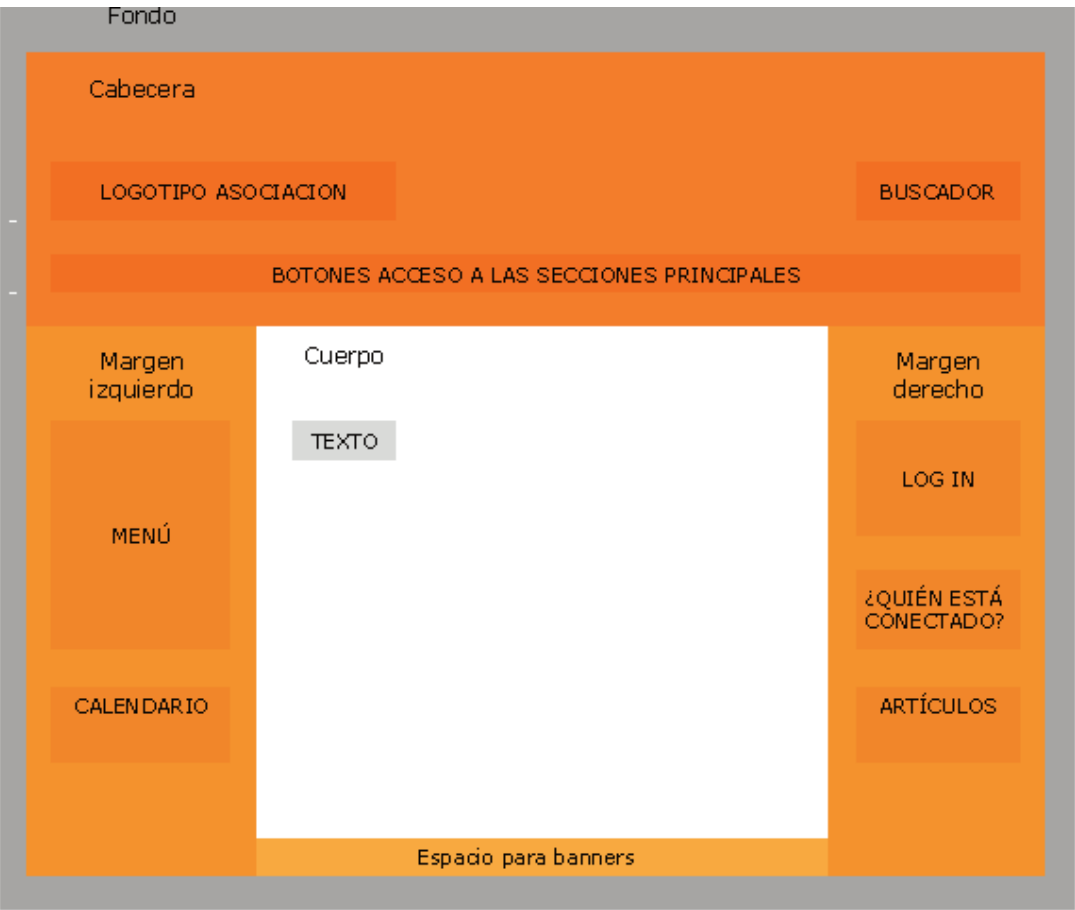 Fondo
Cabecera
LOGOTIPO ASOCIACION
BUSCADOR
BOTONES ACCESO A LAS SECCIONES PRINCIPALES
Margen
izquierdo
MENÚ
CALENDARIO
Cuerpo
TEXTO
Margen
derecho
LOG IN
¿QUIÉN ESTÁ
CONECTADO?
ARTÍCULOS
Espacio para banners